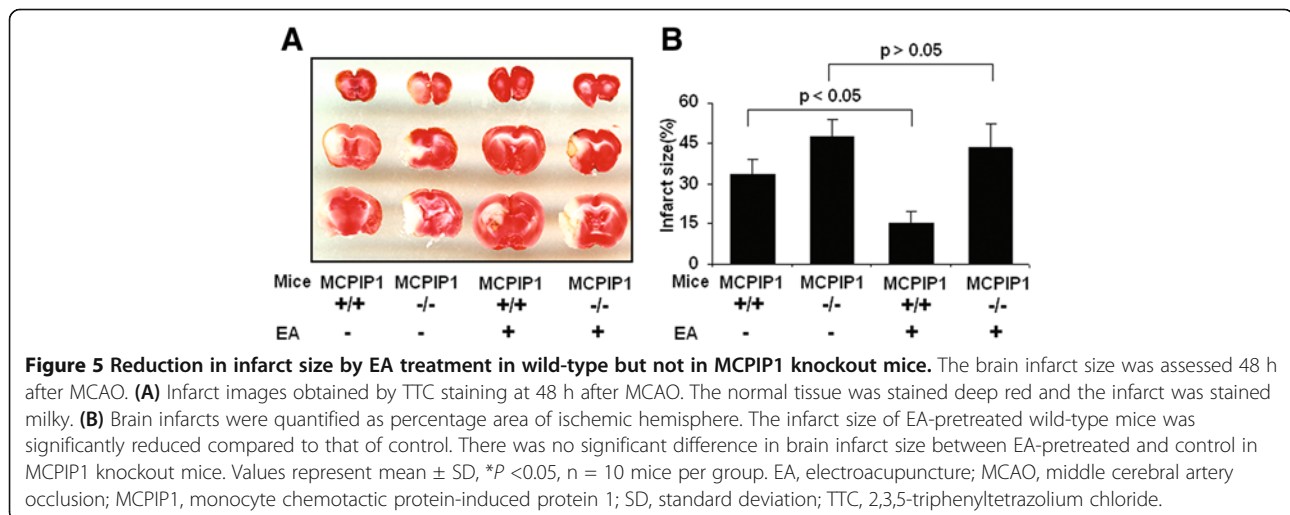 A
B
p > 0.05
p < 0.05
Infarct size(%)
60
45
30
15
0
Mice MCPIP1 MCPIP1 MCPIP1 MCPIP1
+/+ -/- +/+ -/-
EA - - + +
Mice MCPIP1 MCPIP1 MCPIP1 MCPIP1
+/+ -/- +/+ -/-
EA - - + +
Figure 5 Reduction in infarct size by EA treatment in wild-type but not in MCPIP1 knockout mice. The brain infarct size was assessed 48 h
after MCAO. (A) Infarct images obtained by TTC staining at 48 h after MCAO. The normal tissue was stained deep red and the infarct was stained
milky. (B) Brain infarcts were quantified as percentage area of ischemic hemisphere. The infarct size of EA-pretreated wild-type mice was
significantly reduced compared to that of control. There was no significant difference in brain infarct size between EA-pretreated and control in
MCPIP1 knockout mice. Values represent mean ± SD, *P <0.05, n = 10 mice per group. EA, electroacupuncture; MCAO, middle cerebral artery
occlusion; MCPIP1, monocyte chemotactic protein-induced protein 1; SD, standard deviation; TTC, 2,3,5-triphenyltetrazolium chloride.